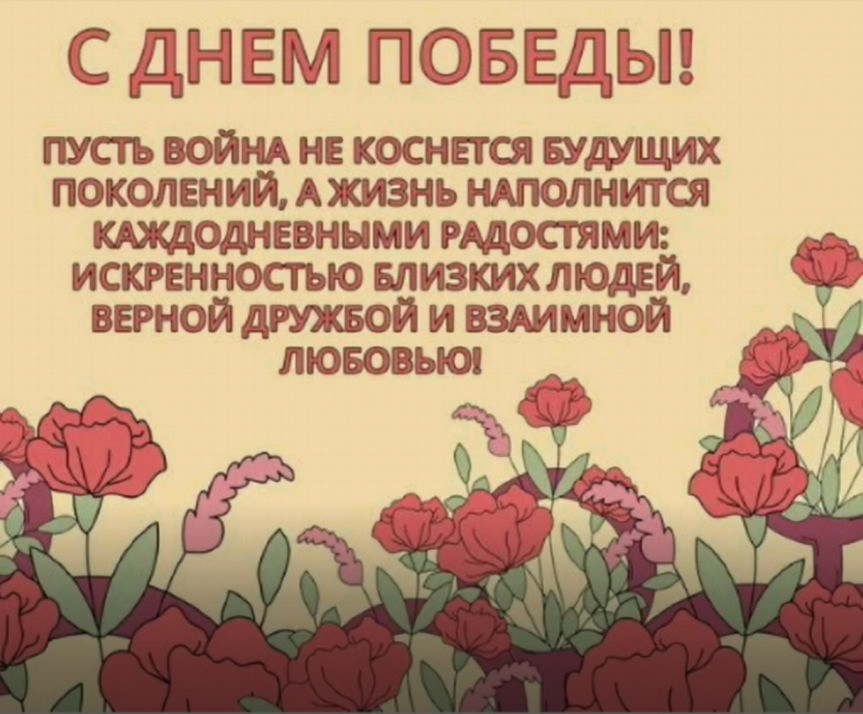 С ДНЕМ ПОБЕДЫ!
ПУСТЬ ВОЙНА НЕ КОСНЕТСЯ БУДУЩИХ
ПОКОЛЕНИЙ, А ЖИЗНЬ НАПОЛНИТСЯ
КАЖДОДНЕВНЫМИ РАДОСТЯМИ:
ИСКРЕННОСТЬЮ БЛИЗКИХ ЛЮДЕЙ,
ВЕРНОЙ ДРУЖБОЙ И ВЗАИМНОЙ
ЛЮБОВЬЮ!